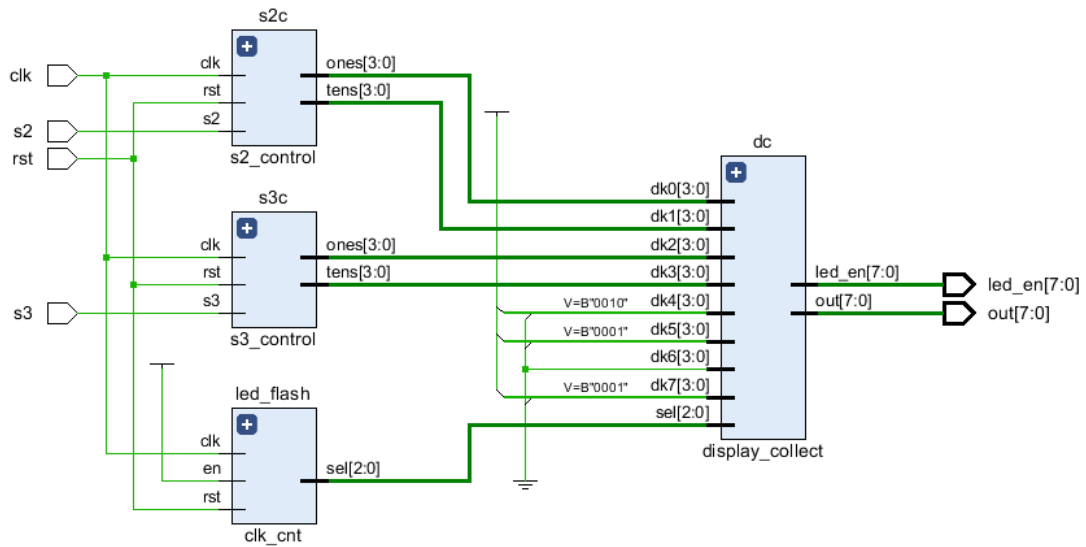 s2c
clk
rst
s2
ones[3:0]
tens[3:0]
s2_control
clk
s2
rst
s3
s3c
clk
rst
s3
ones[3:0]
tens[3:0]
s3_control
led_flash
clk
en
rst
sel[2:0]
clk_cnt
dc
dk0[3:0]
dk1[3:0]
dk2[3:0]
dk3[3:0]
V=B"0010" dk4[3:0]
V=B"0001" dk5[3:0]
dk6[3:0]
V=B"0001" dk7[3:0]
sel[2:0]
led_en[7:0]
out[7:0]
display_collect
led_en[7:0]
out[7:0]